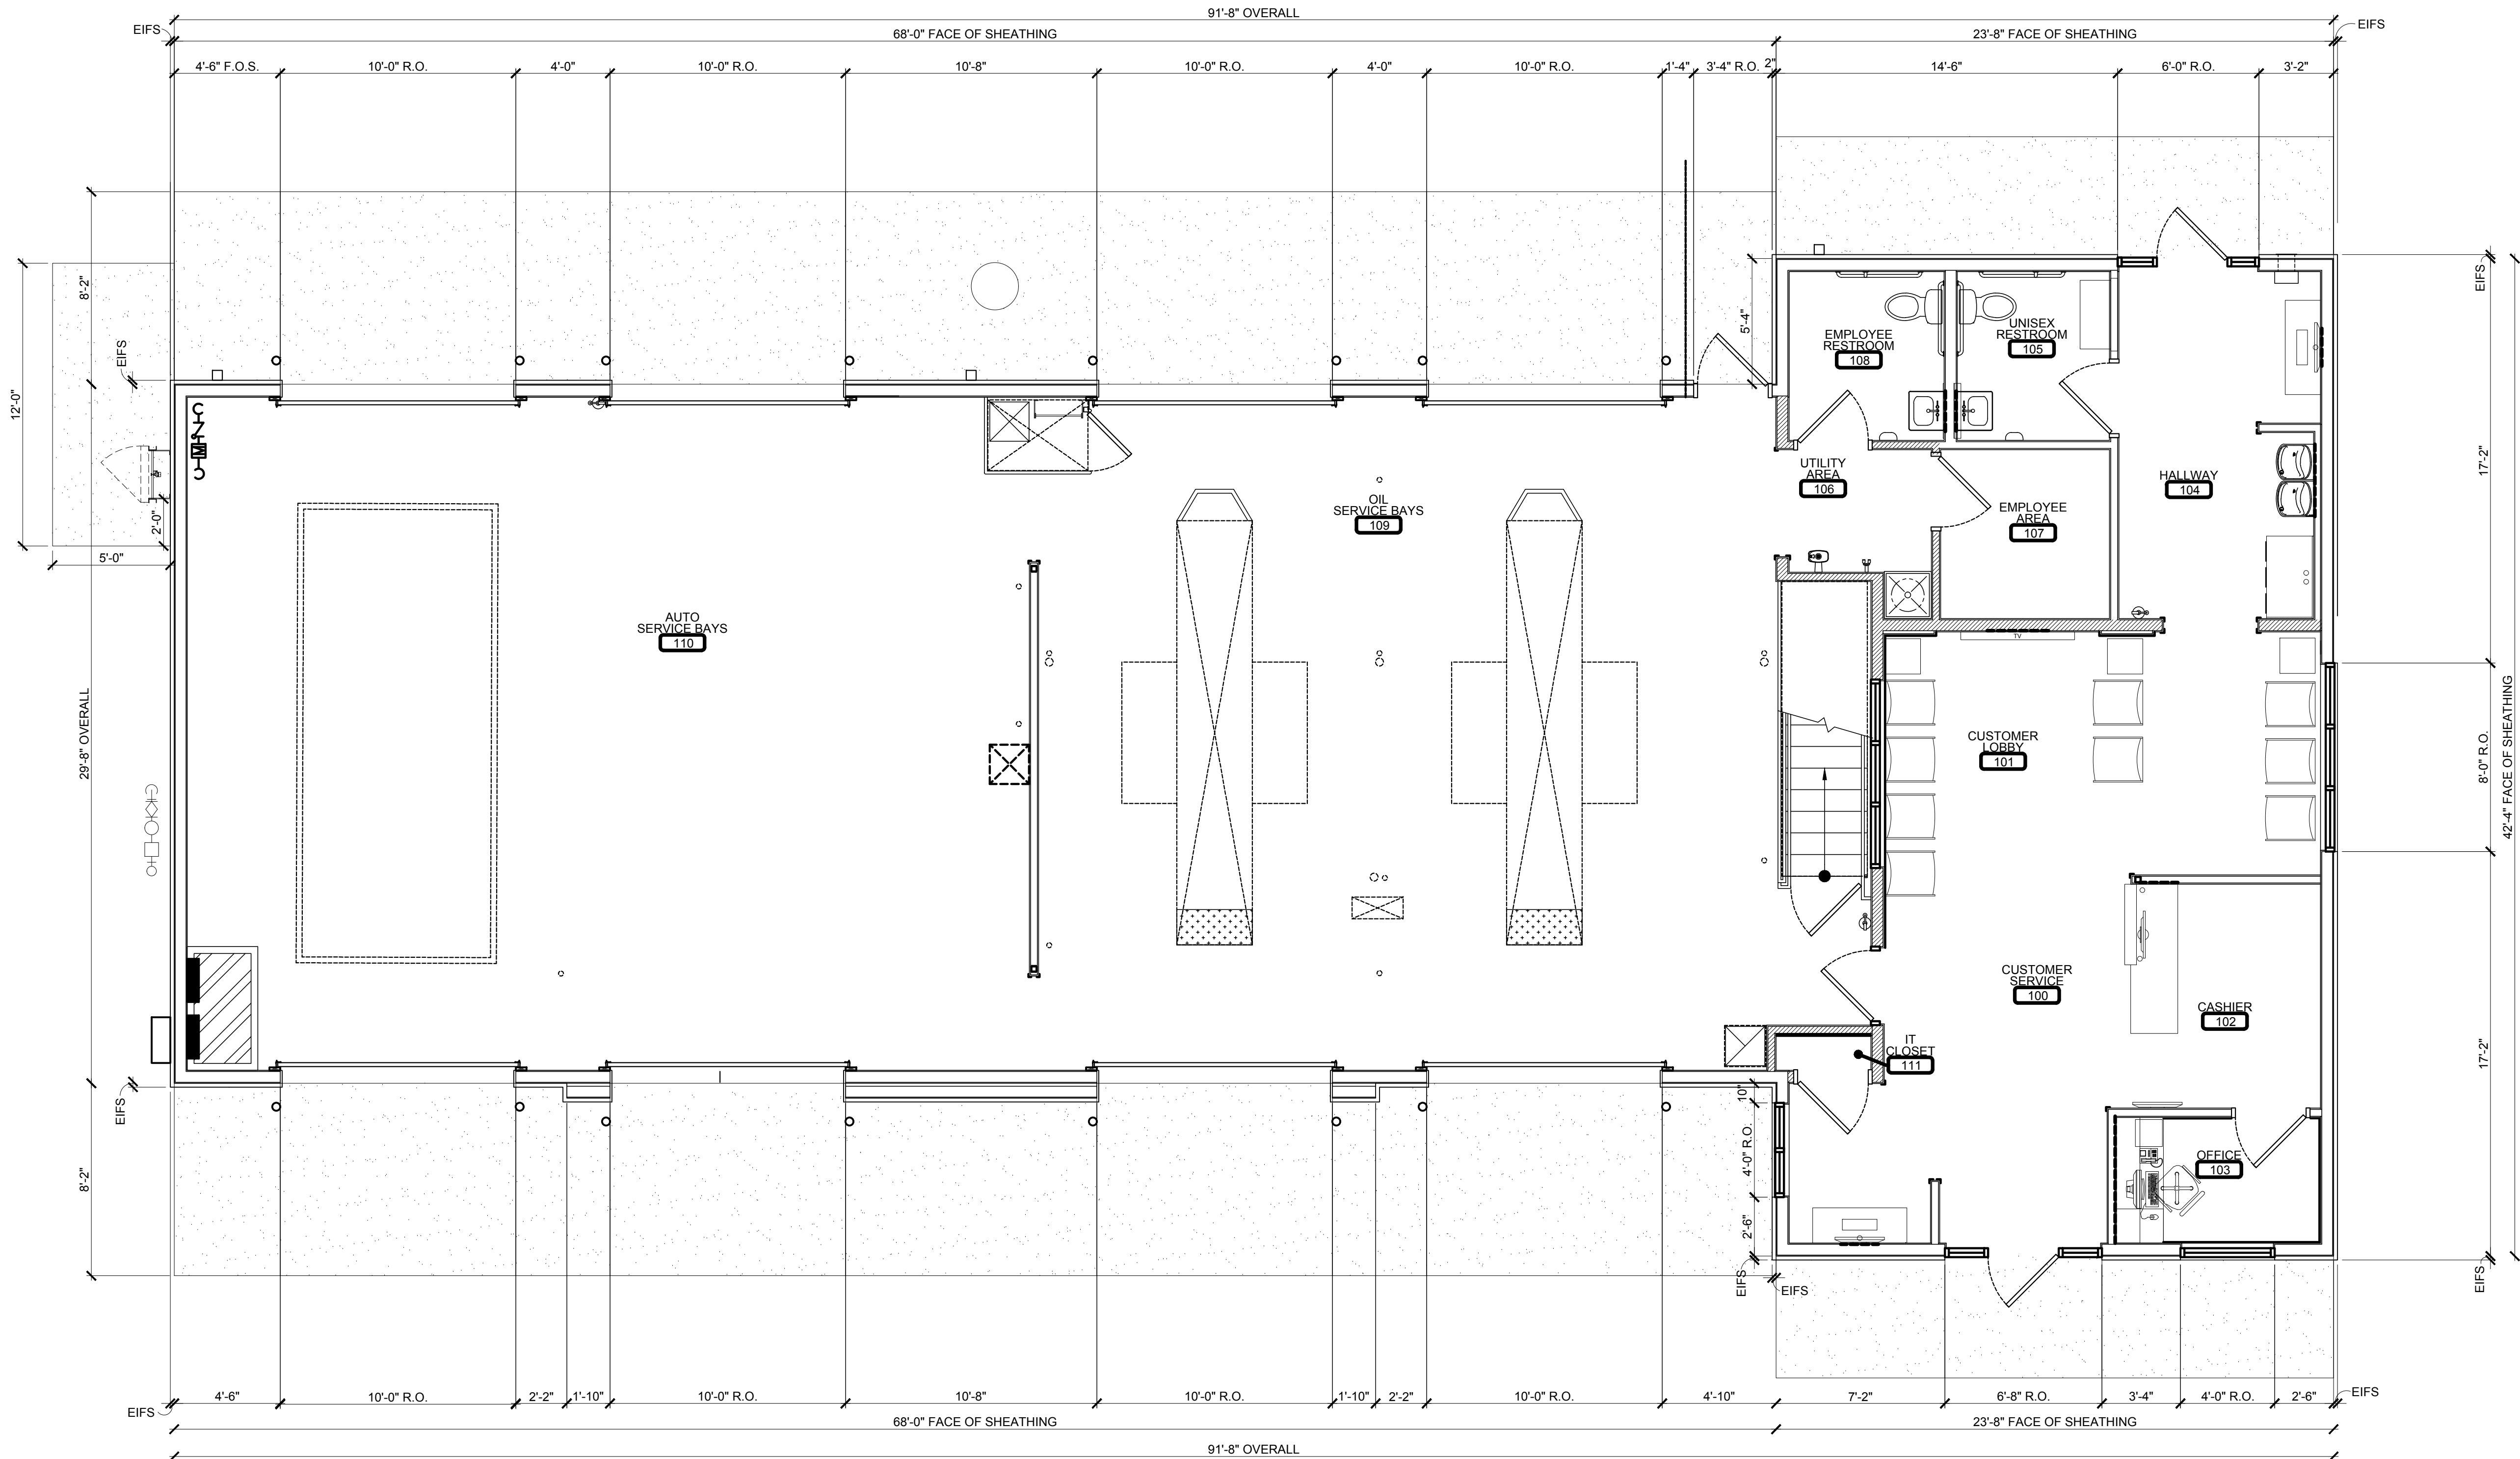 91'-8" OVERALL
EIFS
68'-0" FACE OF SHEATHING
23'-8" FACE OF SHEATHING
EIFS
4'-6" F.O.S.
10'-0" R.O.
4'-0"
10'-0" R.O.
10'-8"
10'-0" R.O.
4'-0"
10'-0" R.O.
1'-4"
3'-4" R.O.
2"
14'-6"
6'-0" R.O.
3'-2"
8'-2"
12'-0"
EIFS
5'-4"
EIFS
EMPLOYEE
RESTROOM
108
UNISEX
RESTROOM
105
M
2'-0"
5'-0"
UTILITY
AREA
106
HALLWAY
104
17'-2"
OIL
SERVICE BAYS
109
EMPLOYEE
AREA
107
AUTO
SERVICE BAYS
110
TV
29'-8" OVERALL
CUSTOMER
LOBBY
101
8'-0" R.O.
42'-4" FACE OF SHEATHING
CUSTOMER
SERVICE
100
CASHIER
102
IT
CLOSET
111
17'-2"
EIFS
10"
4'-0" R.O.
2'-6"
OFFICE
103
8'-2"
EIFS
EIFS
EIFS
4'-6"
10'-0" R.O.
2'-2"
1'-10"
10'-0" R.O.
10'-8"
10'-0" R.O.
1'-10"
2'-2"
10'-0" R.O.
4'-10"
7'-2"
6'-8" R.O.
3'-4"
4'-0" R.O.
2'-6"
EIFS
EIFS
68'-0" FACE OF SHEATHING
23'-8" FACE OF SHEATHING
91'-8" OVERALL